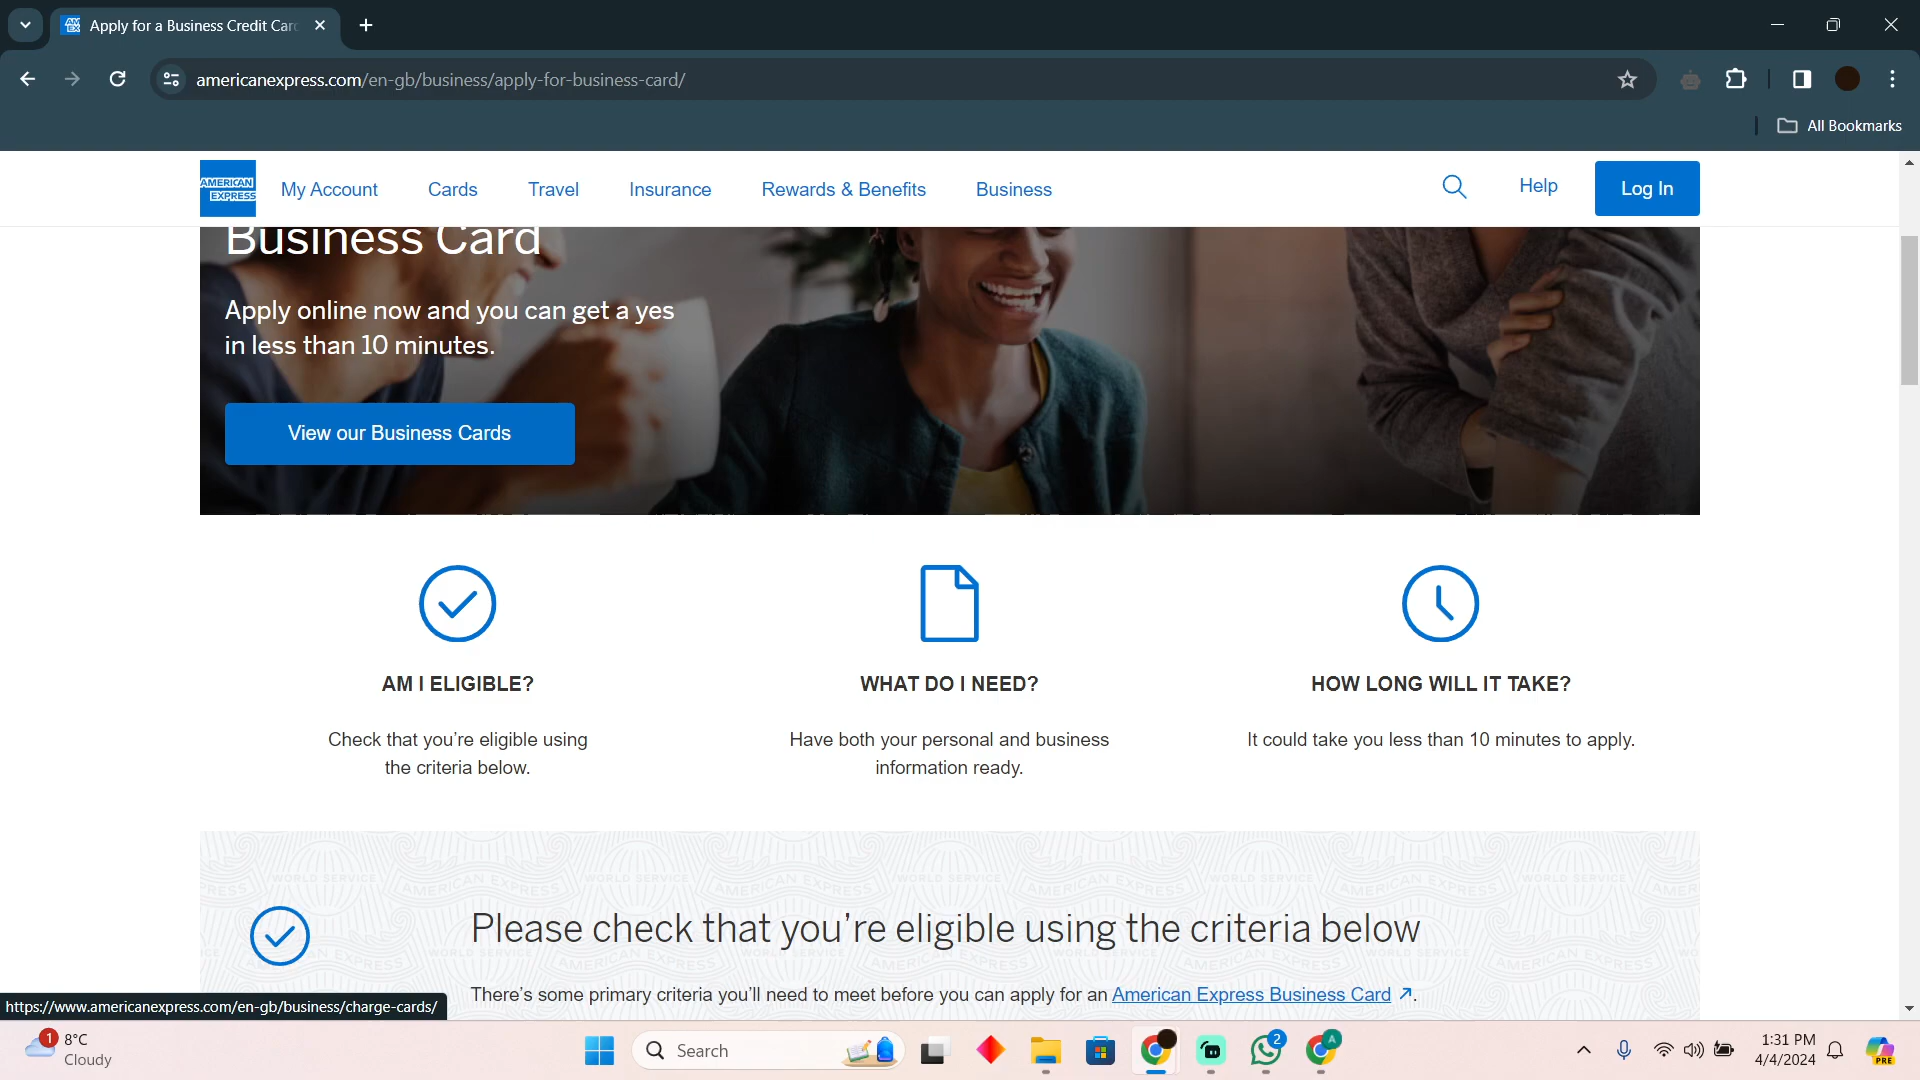 Apply for a Business Credit Car
americanexpress.com/en-gb/business/apply-for-business-card/
All Bookmarks
AMERICAN
EXPRESS
My Account
Cards
Travel
Insurance
Rewards & Benefits
Business
Help
Log In
Business Card
Apply online now and you can get a yes
in less than 10 minutes.
View our Business Cards
AM I ELIGIBLE?
Check that you're eligible using
the criteria below.
WHAT DO I NEED?
Have both your personal and business
information ready.
HOW LONG WILL IT TAKE?
It could take you less than 10 minutes to apply.
Please check that you're eligible using the criteria below
There's some primary criteria you'll need to meet before you can apply for an American Express Business Card.
https://www.americanexpress.com/en-gb/business/charge-cards/
1
8°C
Cloudy
Search
2
A
1:31 PM
4/4/2024
PRE